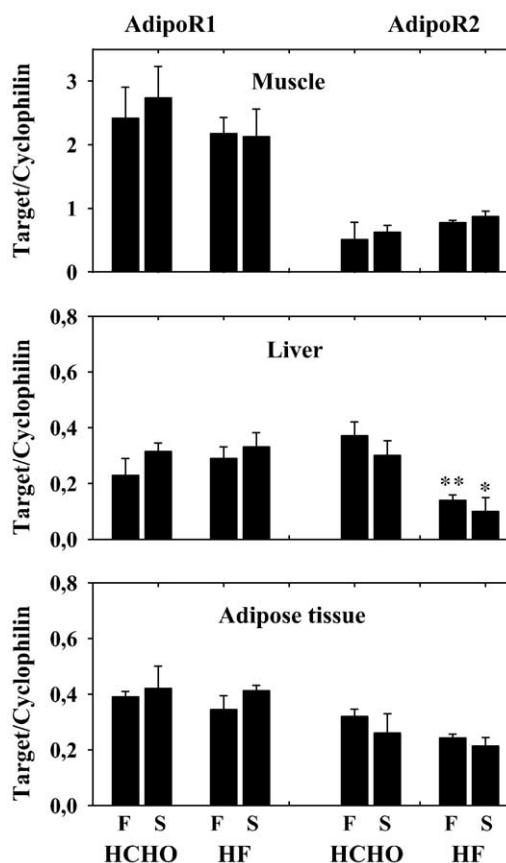 AdipoR1 AdipoR2
Muscle
Target/Cyclophilin
3
2
1
0
Liver
Target/Cyclophilin
0,8
0,6
0,4
0,2
0,0
** *
Adipose tissue
Target/Cyclophilin
0,8
0,6
0,4
0,2
0,0
F S F S F S F S
HCHO HF HCHO HF